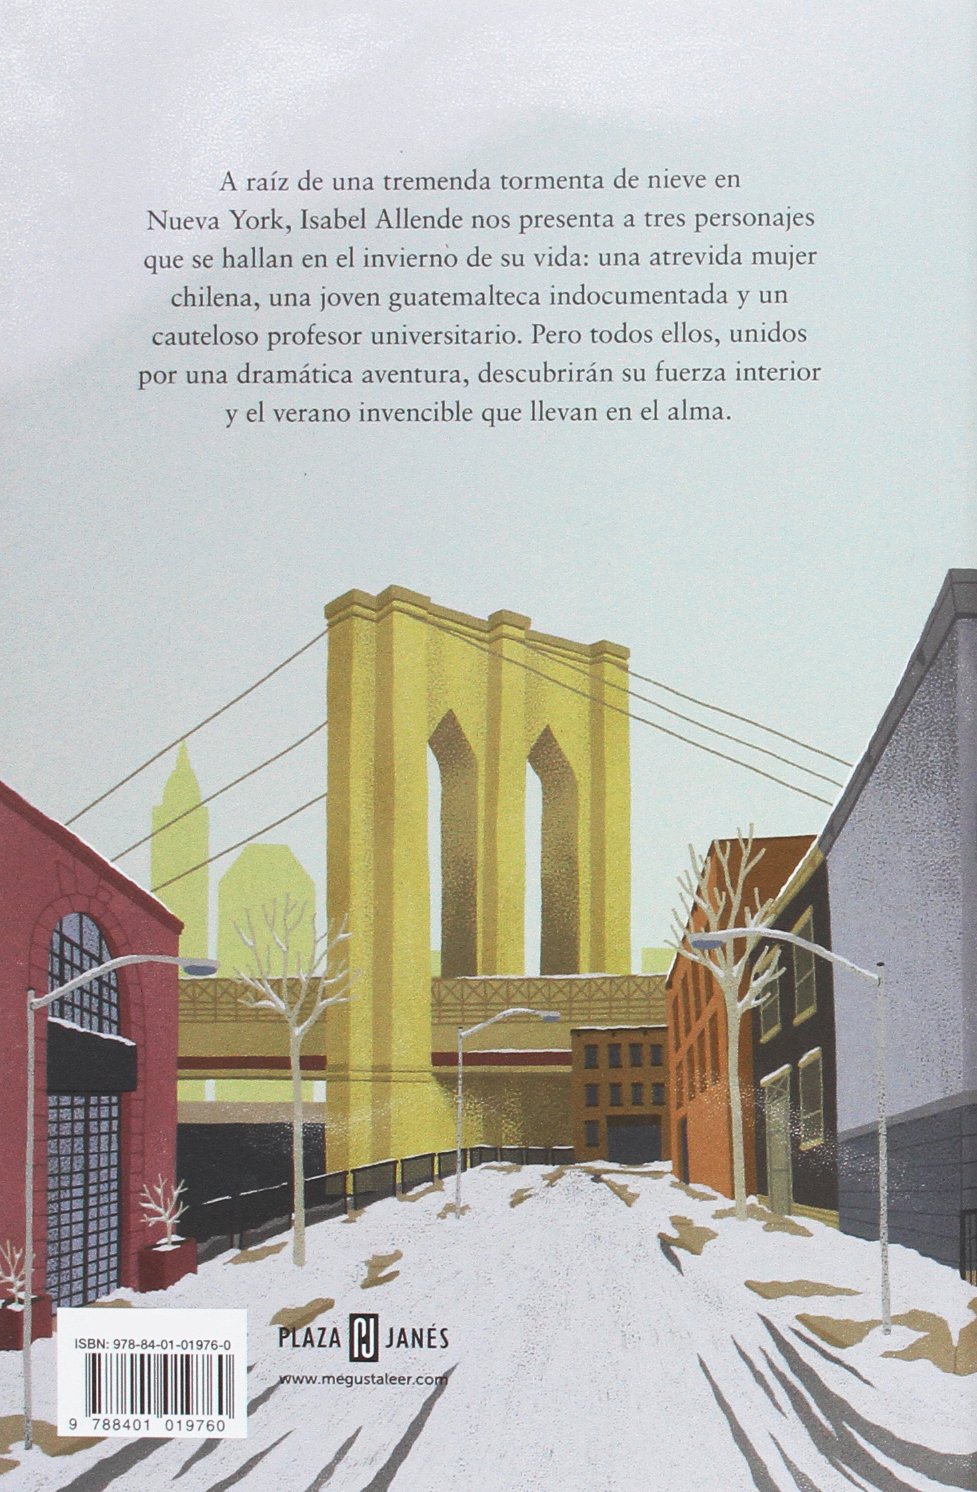 A raíz de una tremenda tormenta de nieve en
Nueva York, Isabel Allende nos presenta a tres personajes
que se hallan en el invierno de su vida: una atrevida mujer
chilena, una joven guatemalteca indocumentada y un
cauteloso profesor universitario. Pero todos ellos, unidos
por una dramática aventura, descubrirán su fuerza interior
y el verano invencible que llevan en el alma.
ISBN: 978-84-01-01976-0
9 788401 019760
PLAZA JANÉS
www.megustaleer.com